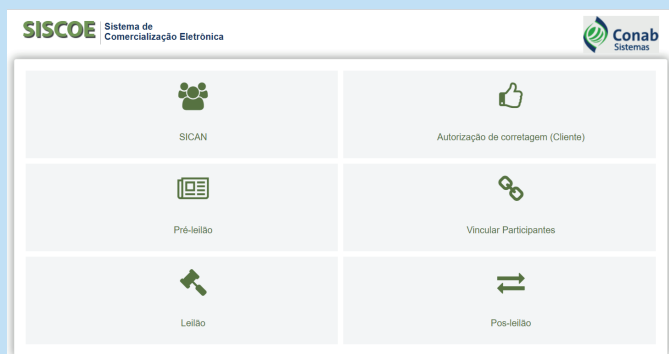 SISCOE
Sistema de
Comercialização Eletrônica
Conab
Sistemas
SICAN
Autorização de corretagem (Cliente)
Pré-leilão
Vincular Participantes
Leilão
Pos-leilão